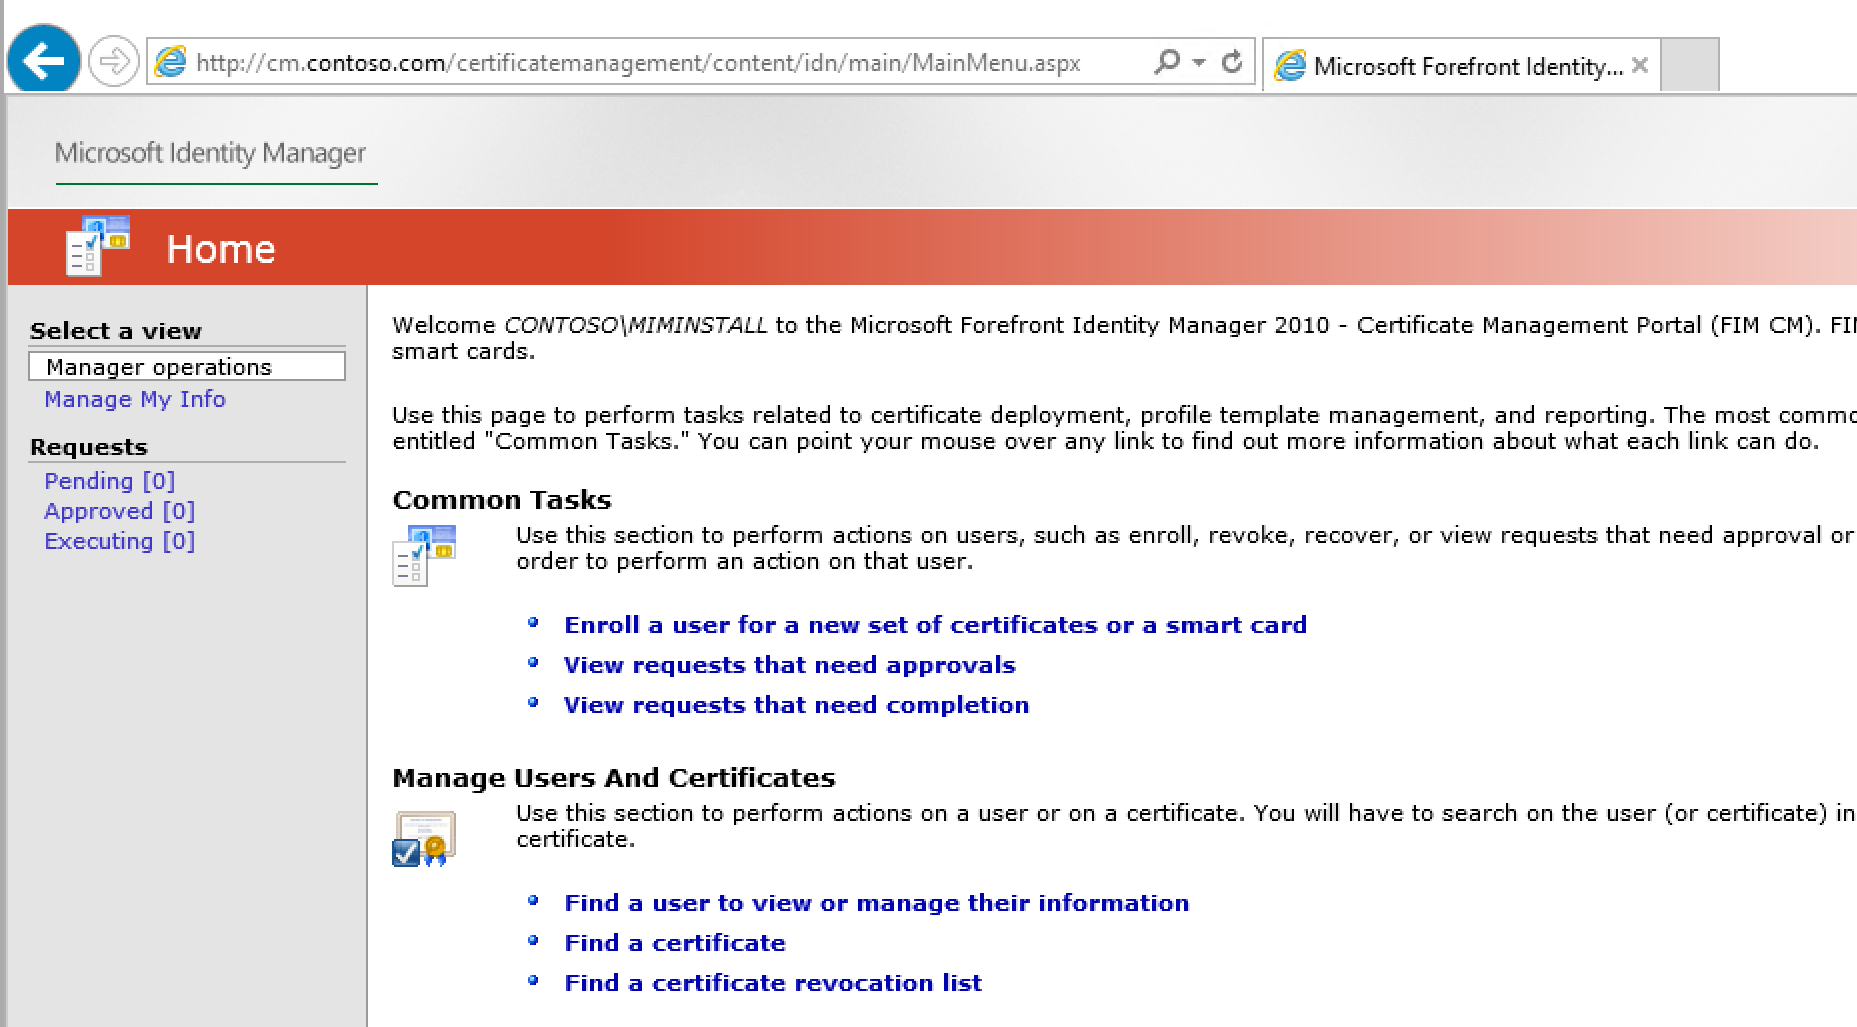 http://cm.contoso.com/certificatemanagement/content/idn/main/MainMenu.aspx
Microsoft Forefront Identity...
Microsoft Identity Manager
Home
Select a view
Manager operations
Manage My Info
Requests
Pending [0]
Approved [0]
Executing [0]
Welcome CONTOSO\MIMINSTALL to the Microsoft Forefront Identity Manager 2010 - Certificate Management Portal (FIM CM). FI
smart cards.
Use this page to perform tasks related to certificate deployment, profile template management, and reporting. The most commo
entitled "Common Tasks." You can point your mouse over any link to find out more information about what each link can do.
Common Tasks
Use this section to perform actions on users, such as enroll, revoke, recover, or view requests that need approval or
order to perform an action on that user.
Enroll a user for a new set of certificates or a smart card
View requests that need approvals
View requests that need completion
Manage Users And Certificates
Use this section to perform actions on a user or on a certificate. You will have to search on the user (or certificate) in
certificate.
Find a user to view or manage their information
Find a certificate
Find a certificate revocation list